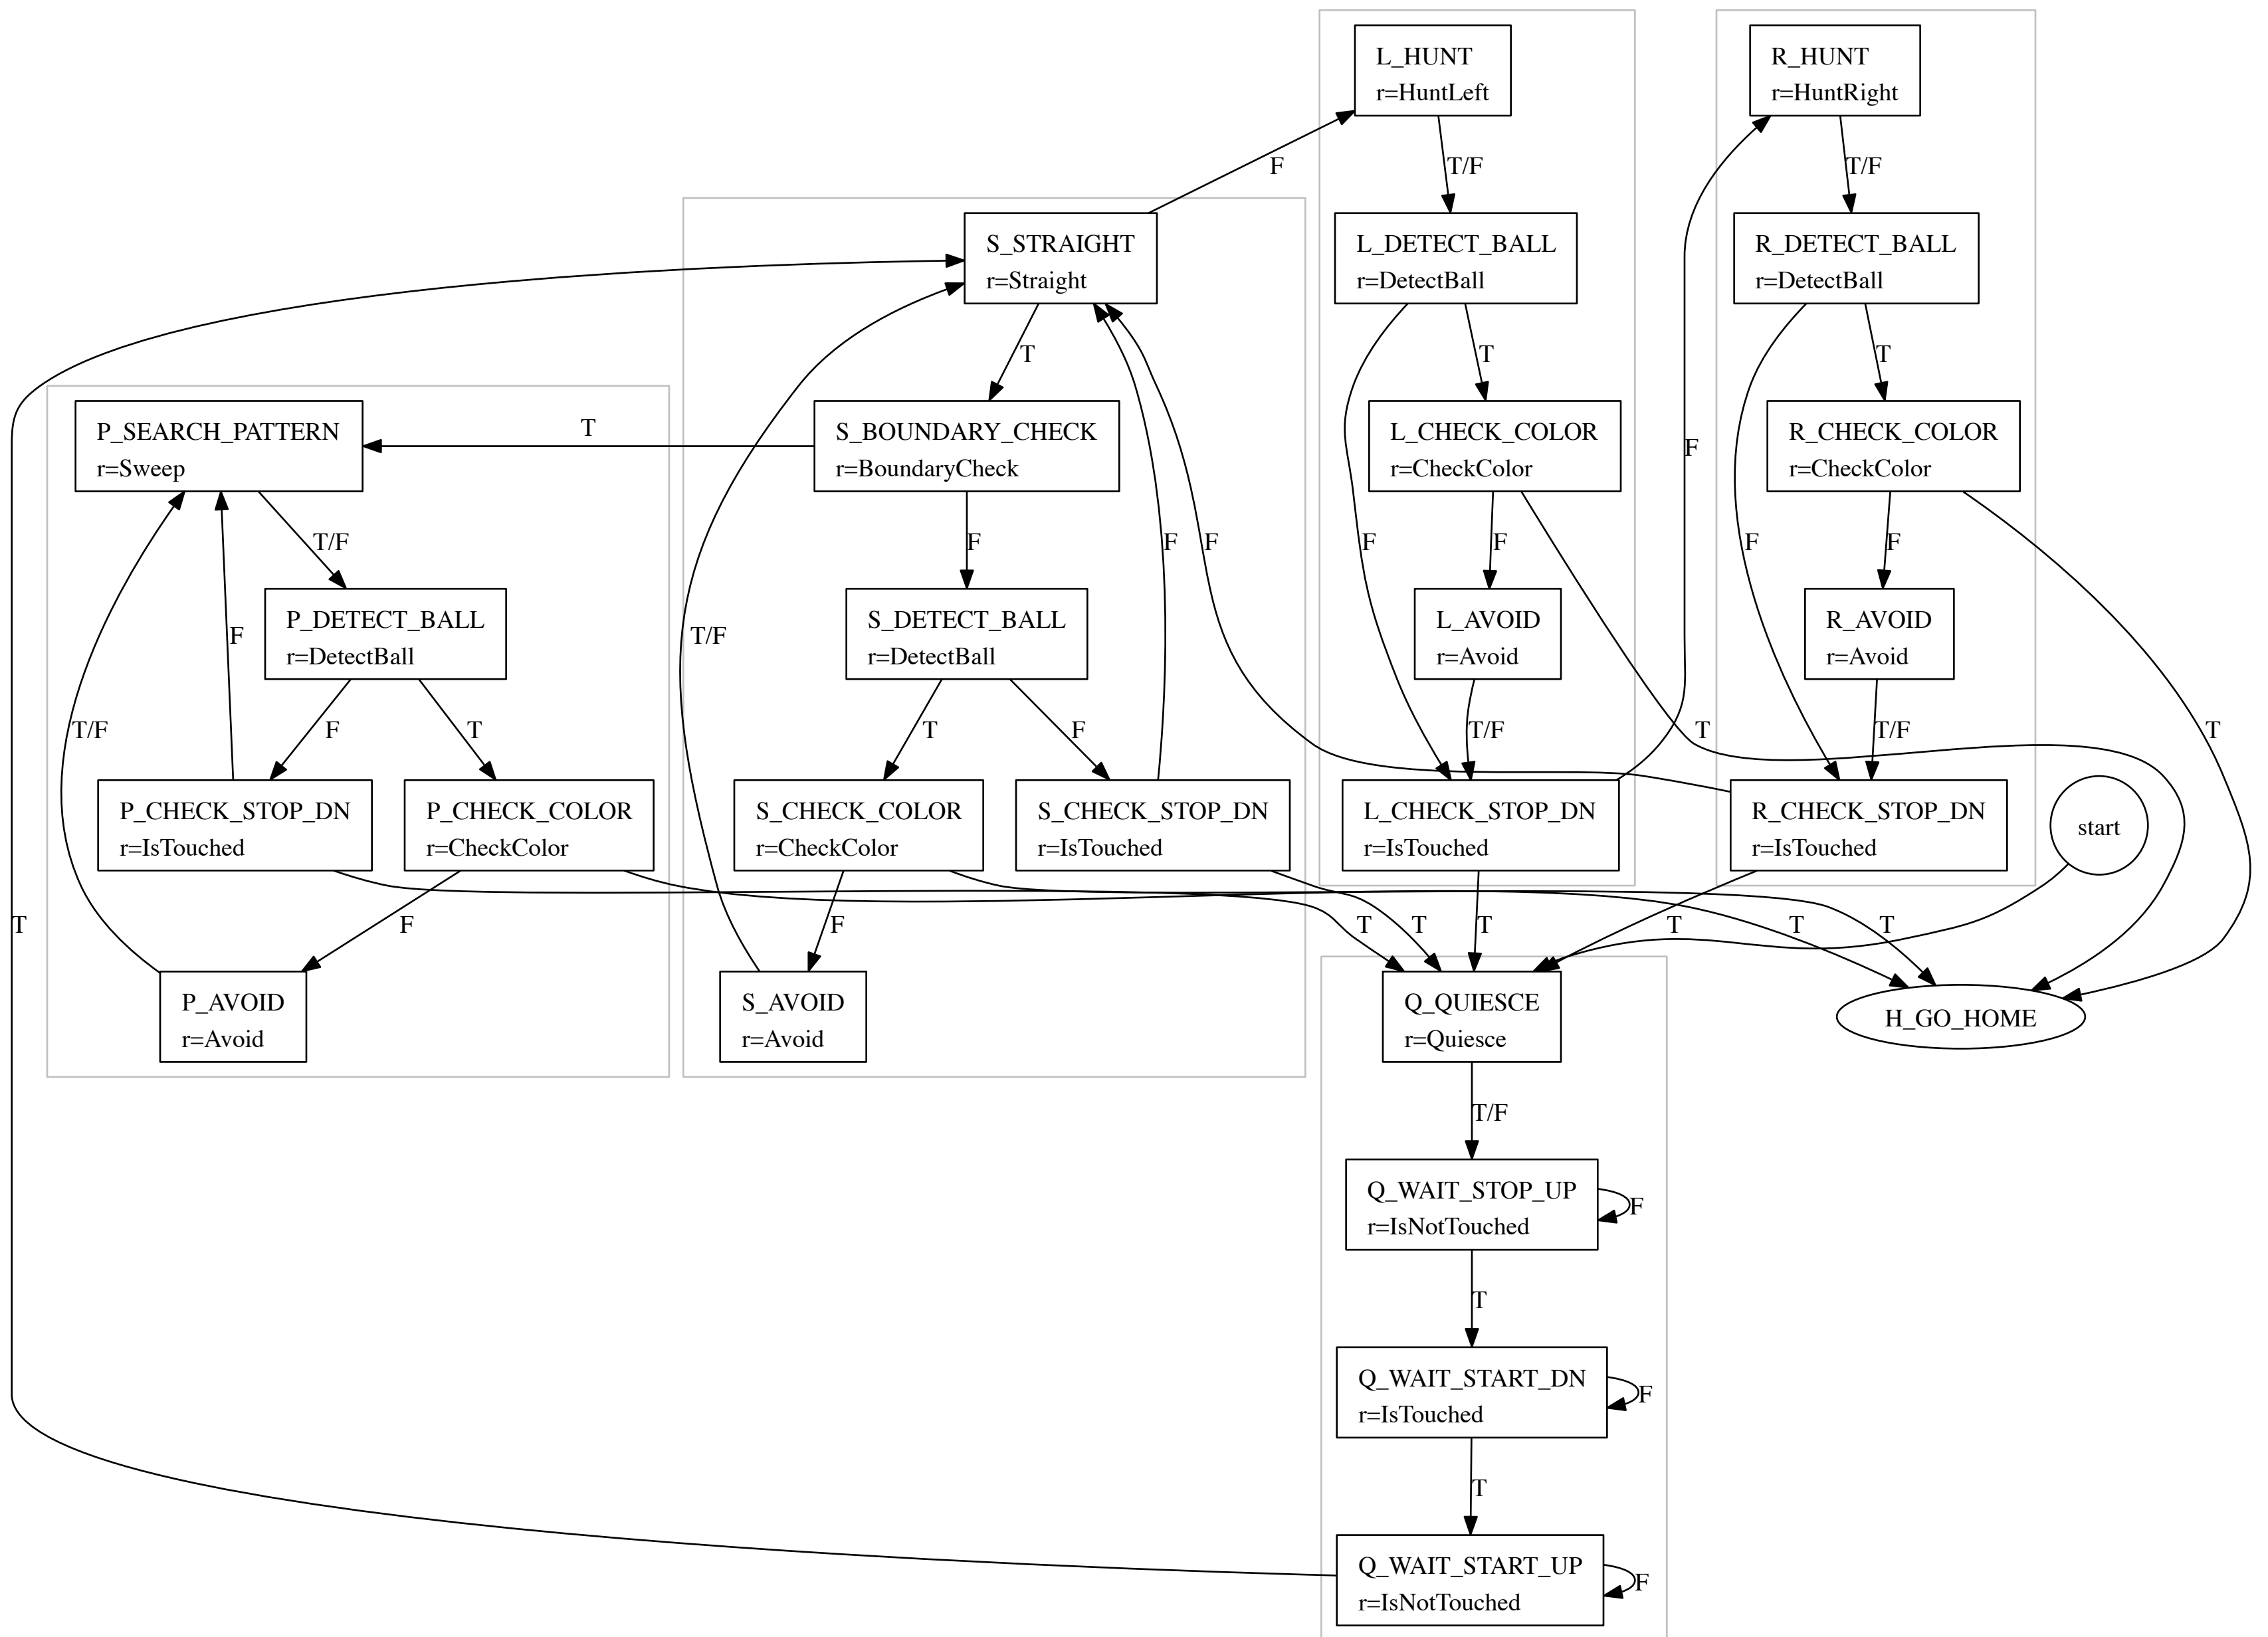 L_HUNT
r=HuntLeft
R_HUNT
r=HuntRight
F
T/F
T/F
S_STRAIGHT
r=Straight
L_DETECT_BALL
r=DetectBall
R_DETECT_BALL
r=DetectBall
T
T
T
P_SEARCH_PATTERN
r=Sweep
T
S_BOUNDARY_CHECK
r=BoundaryCheck
L_CHECK_COLOR
r=CheckColor
F
R_CHECK_COLOR
r=CheckColor
T/F
F
F
F
F
F
F
F
P_DETECT_BALL
r=DetectBall
F
T/F
S_DETECT_BALL
r=DetectBall
L_AVOID
r=Avoid
R_AVOID
r=Avoid
T/F
F
T
T
F
T/F
T
T/F
T
P_CHECK_STOP_DN
r=IsTouched
P_CHECK_COLOR
r=CheckColor
S_CHECK_COLOR
r=CheckColor
S_CHECK_STOP_DN
r=IsTouched
L_CHECK_STOP_DN
r=IsTouched
R_CHECK_STOP_DN
r=IsTouched
start
T
F
F
T
T
T
T
T
T
P_AVOID
r=Avoid
S_AVOID
r=Avoid
Q_QUIESCE
r=Quiesce
H_GO_HOME
T/F
Q_WAIT_STOP_UP
r=IsNotTouched
F
T
Q_WAIT_START_DN
r=IsTouched
F
T
Q_WAIT_START_UP
r=IsNotTouched
F